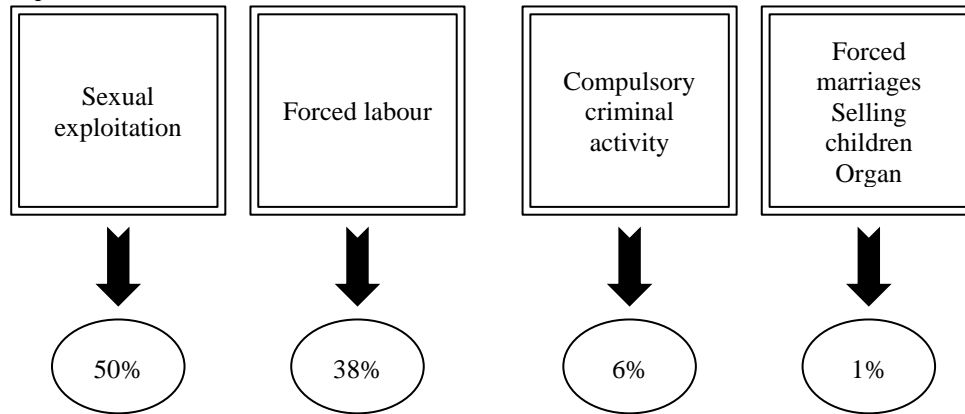 Sexual
exploitation
Forced labour
Compulsory
criminal
activity
Forced
marriages
Selling
children
Organ
50%
38%
6%
1%